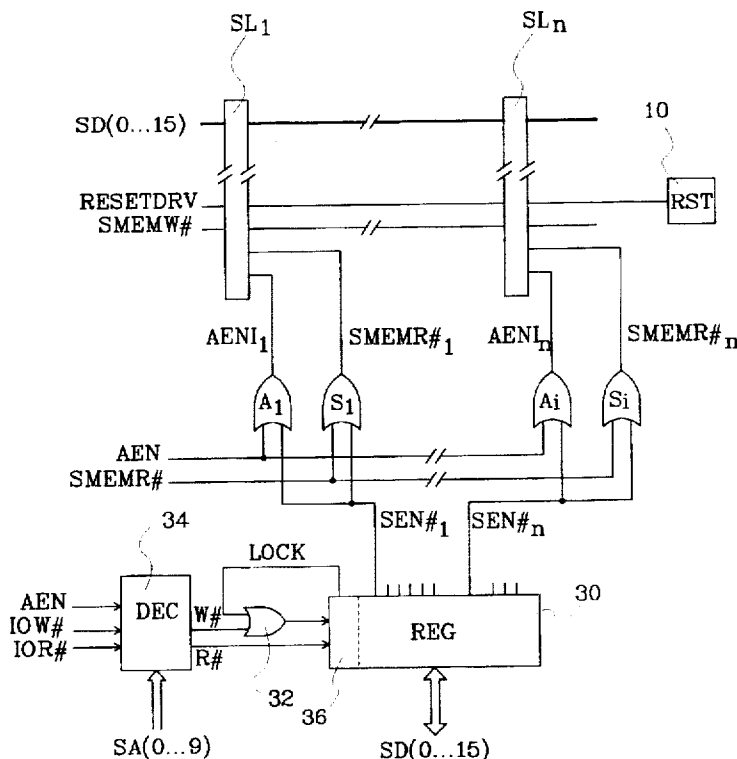 SL1 SLn
SD(0...15)
10
RESETDRV RST
SMEMW#
AENI1 SMEMR#1 AENIn SMEMR#n
A1 S1 Ai Si
AEN
SMEMR#
SEN#1 SEN#n
34
LOCK
30
AEN DEC W# REG
IOW#
IOR# R#
32 36
SA(0...9) SD(0...15)